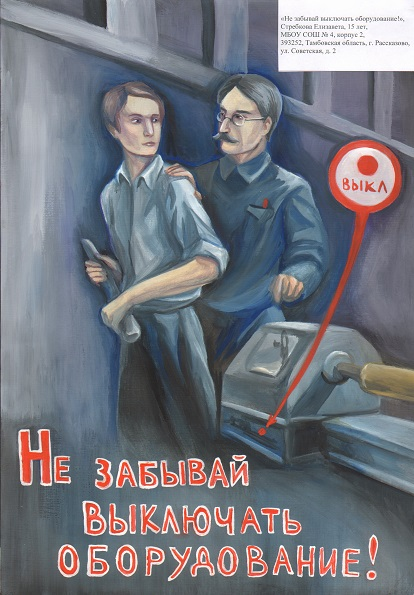 «Не забывай выключать оборудование!»,
Стребкова Елизавета, 15 лет,
МБОУ СОШ № 4, корпус 2,
393252, Тамбовская область, г. Рассказово,
ул. Советская, д. 2
ВЫКЛ
НЕ ЗАБЫВАЙ
ВЫКЛЮЧАТЬ
ОБОРУДОВАНИЕ!